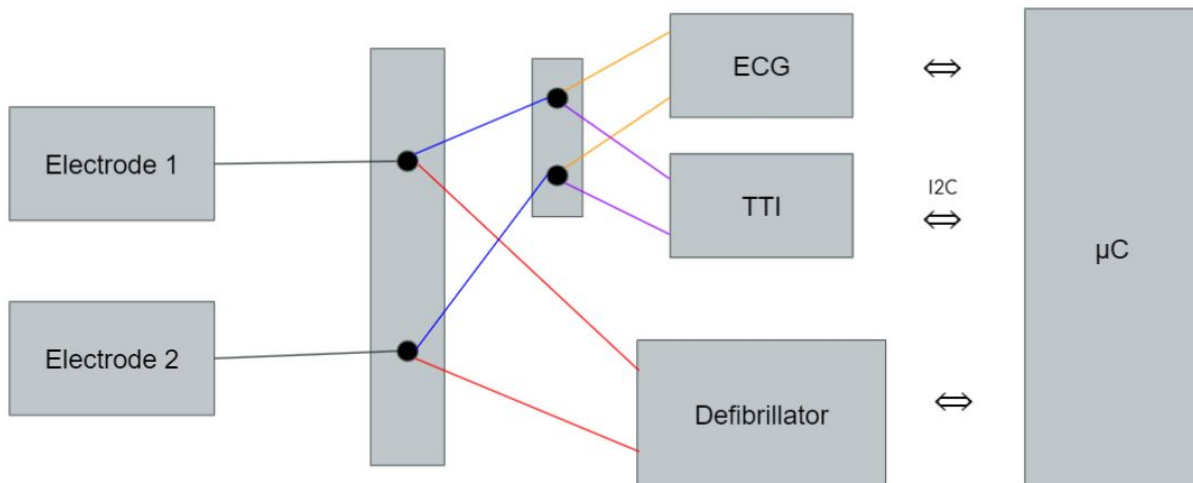 ECG
Electrode 1
TTI
I2C
µC
Electrode 2
Defibrillator